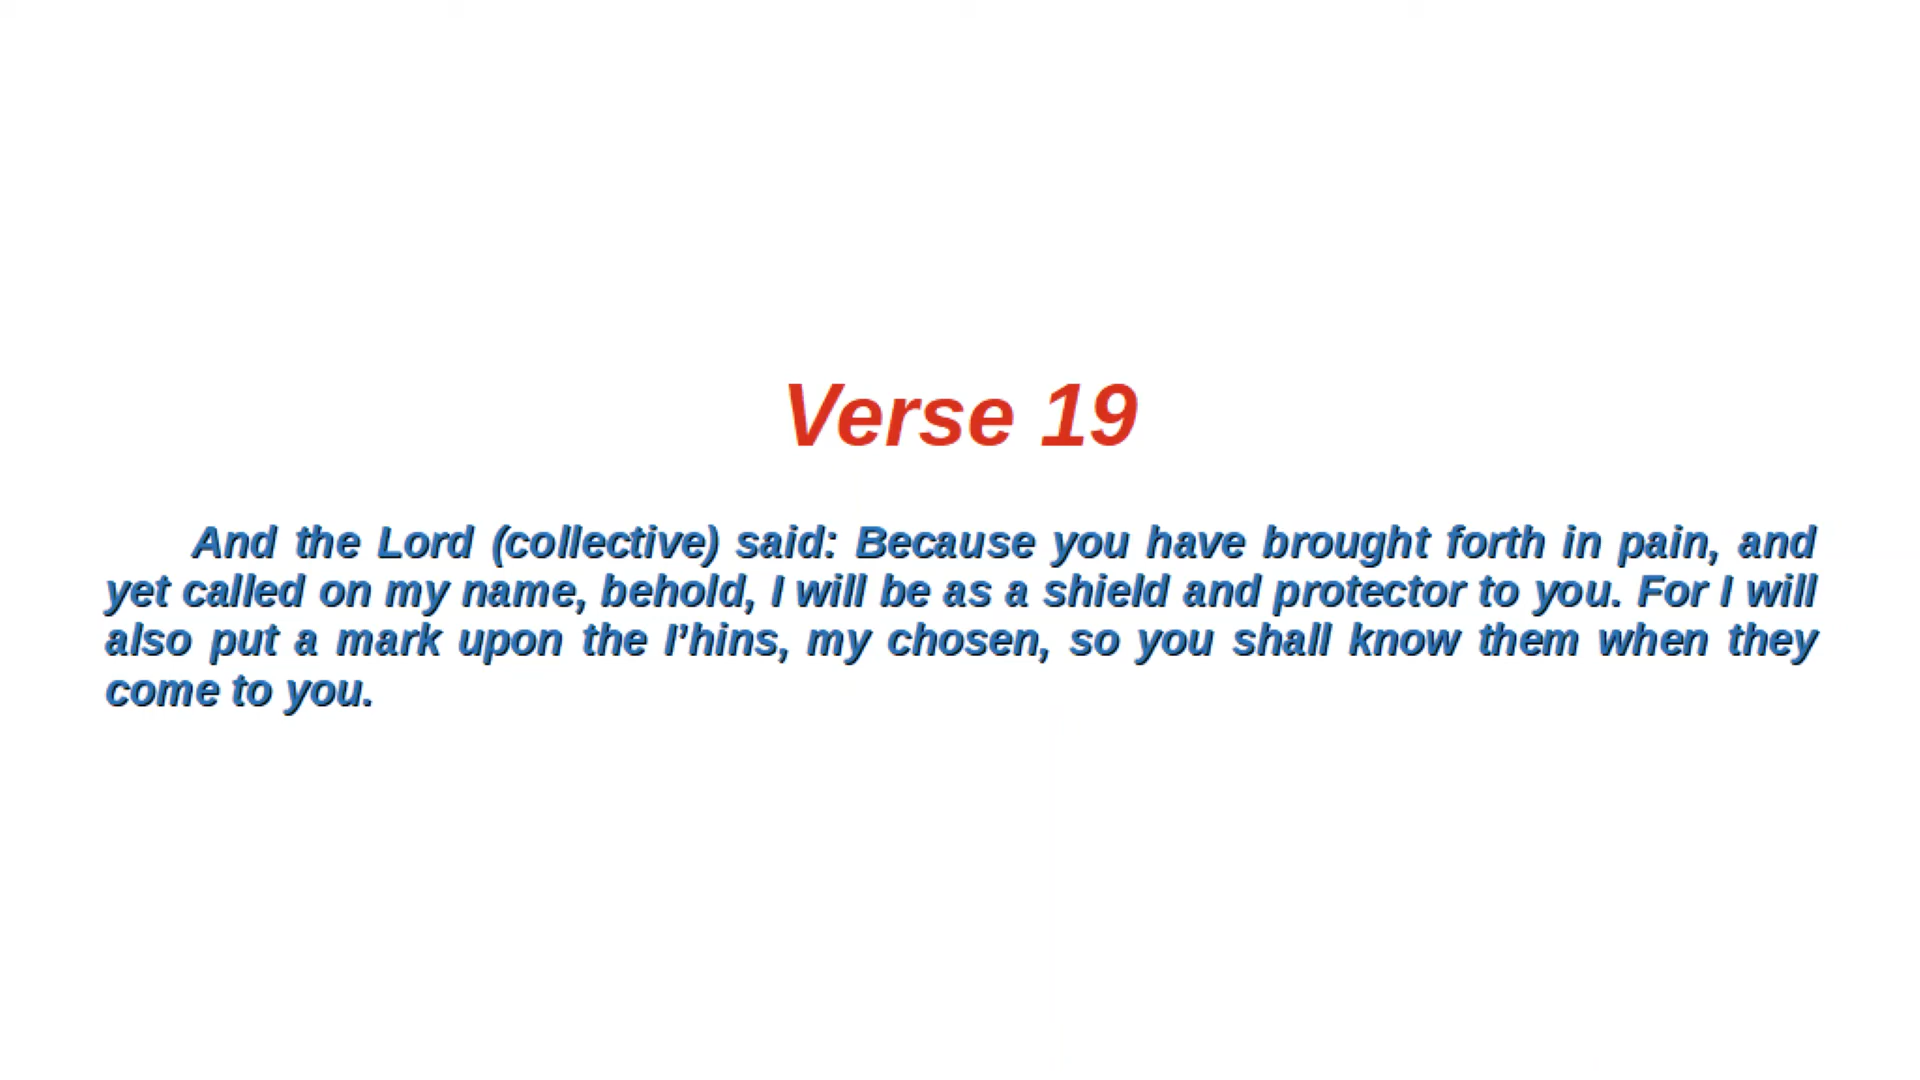 Verse 19
And the Lord (collective) said: Because you have brought forth in pain, and
yet called on my name, behold, I will be as a shield and protector to you. For I will
also put a mark upon the I’hins, my chosen, so you shall know them when they
come to you.